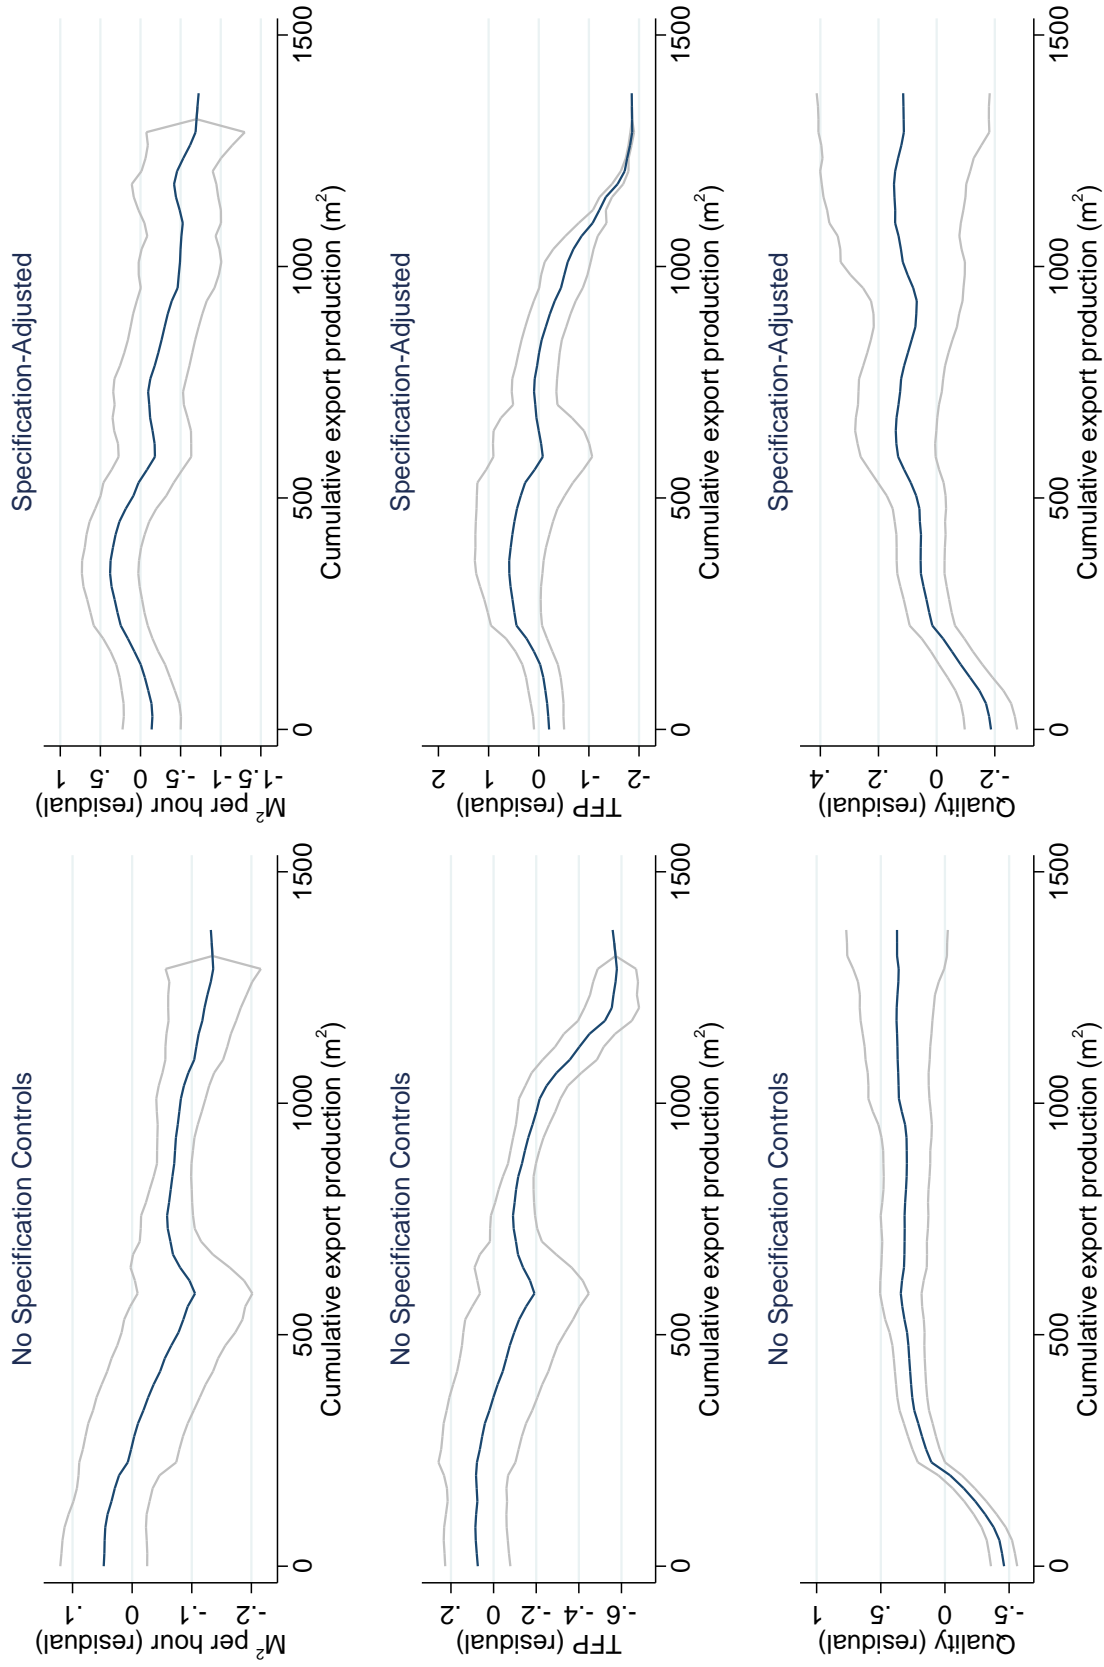 No Specification Controls
M² per hour (residual)
.1
0
-.1
-.2
0
500
1000
1500
Cumulative export production (m²)
Specification-Adjusted
M² per hour (residual)
1
.5
0
-.5
-1
-1.5
0
500
1000
1500
Cumulative export production (m²)
No Specification Controls
TFP (residual)
.2
0
-.2
-.4
-.6
0
500
1000
1500
Cumulative export production (m²)
Specification-Adjusted
TFP (residual)
2
1
0
-1
-2
0
500
1000
1500
Cumulative export production (m²)
No Specification Controls
Quality (residual)
1
.5
0
-.5
0
500
1000
1500
Cumulative export production (m²)
Specification-Adjusted
Quality (residual)
.4
.2
0
-.2
0
500
1000
1500
Cumulative export production (m²)